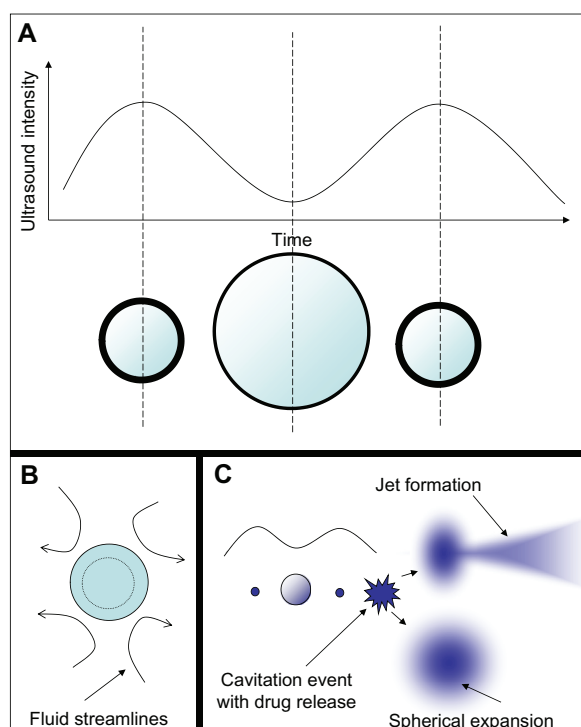 A
Ultrasound intensity
Time
B
Fluid streamlines
C
Jet formation
Cavitation event
with drug release
Spherical expansion